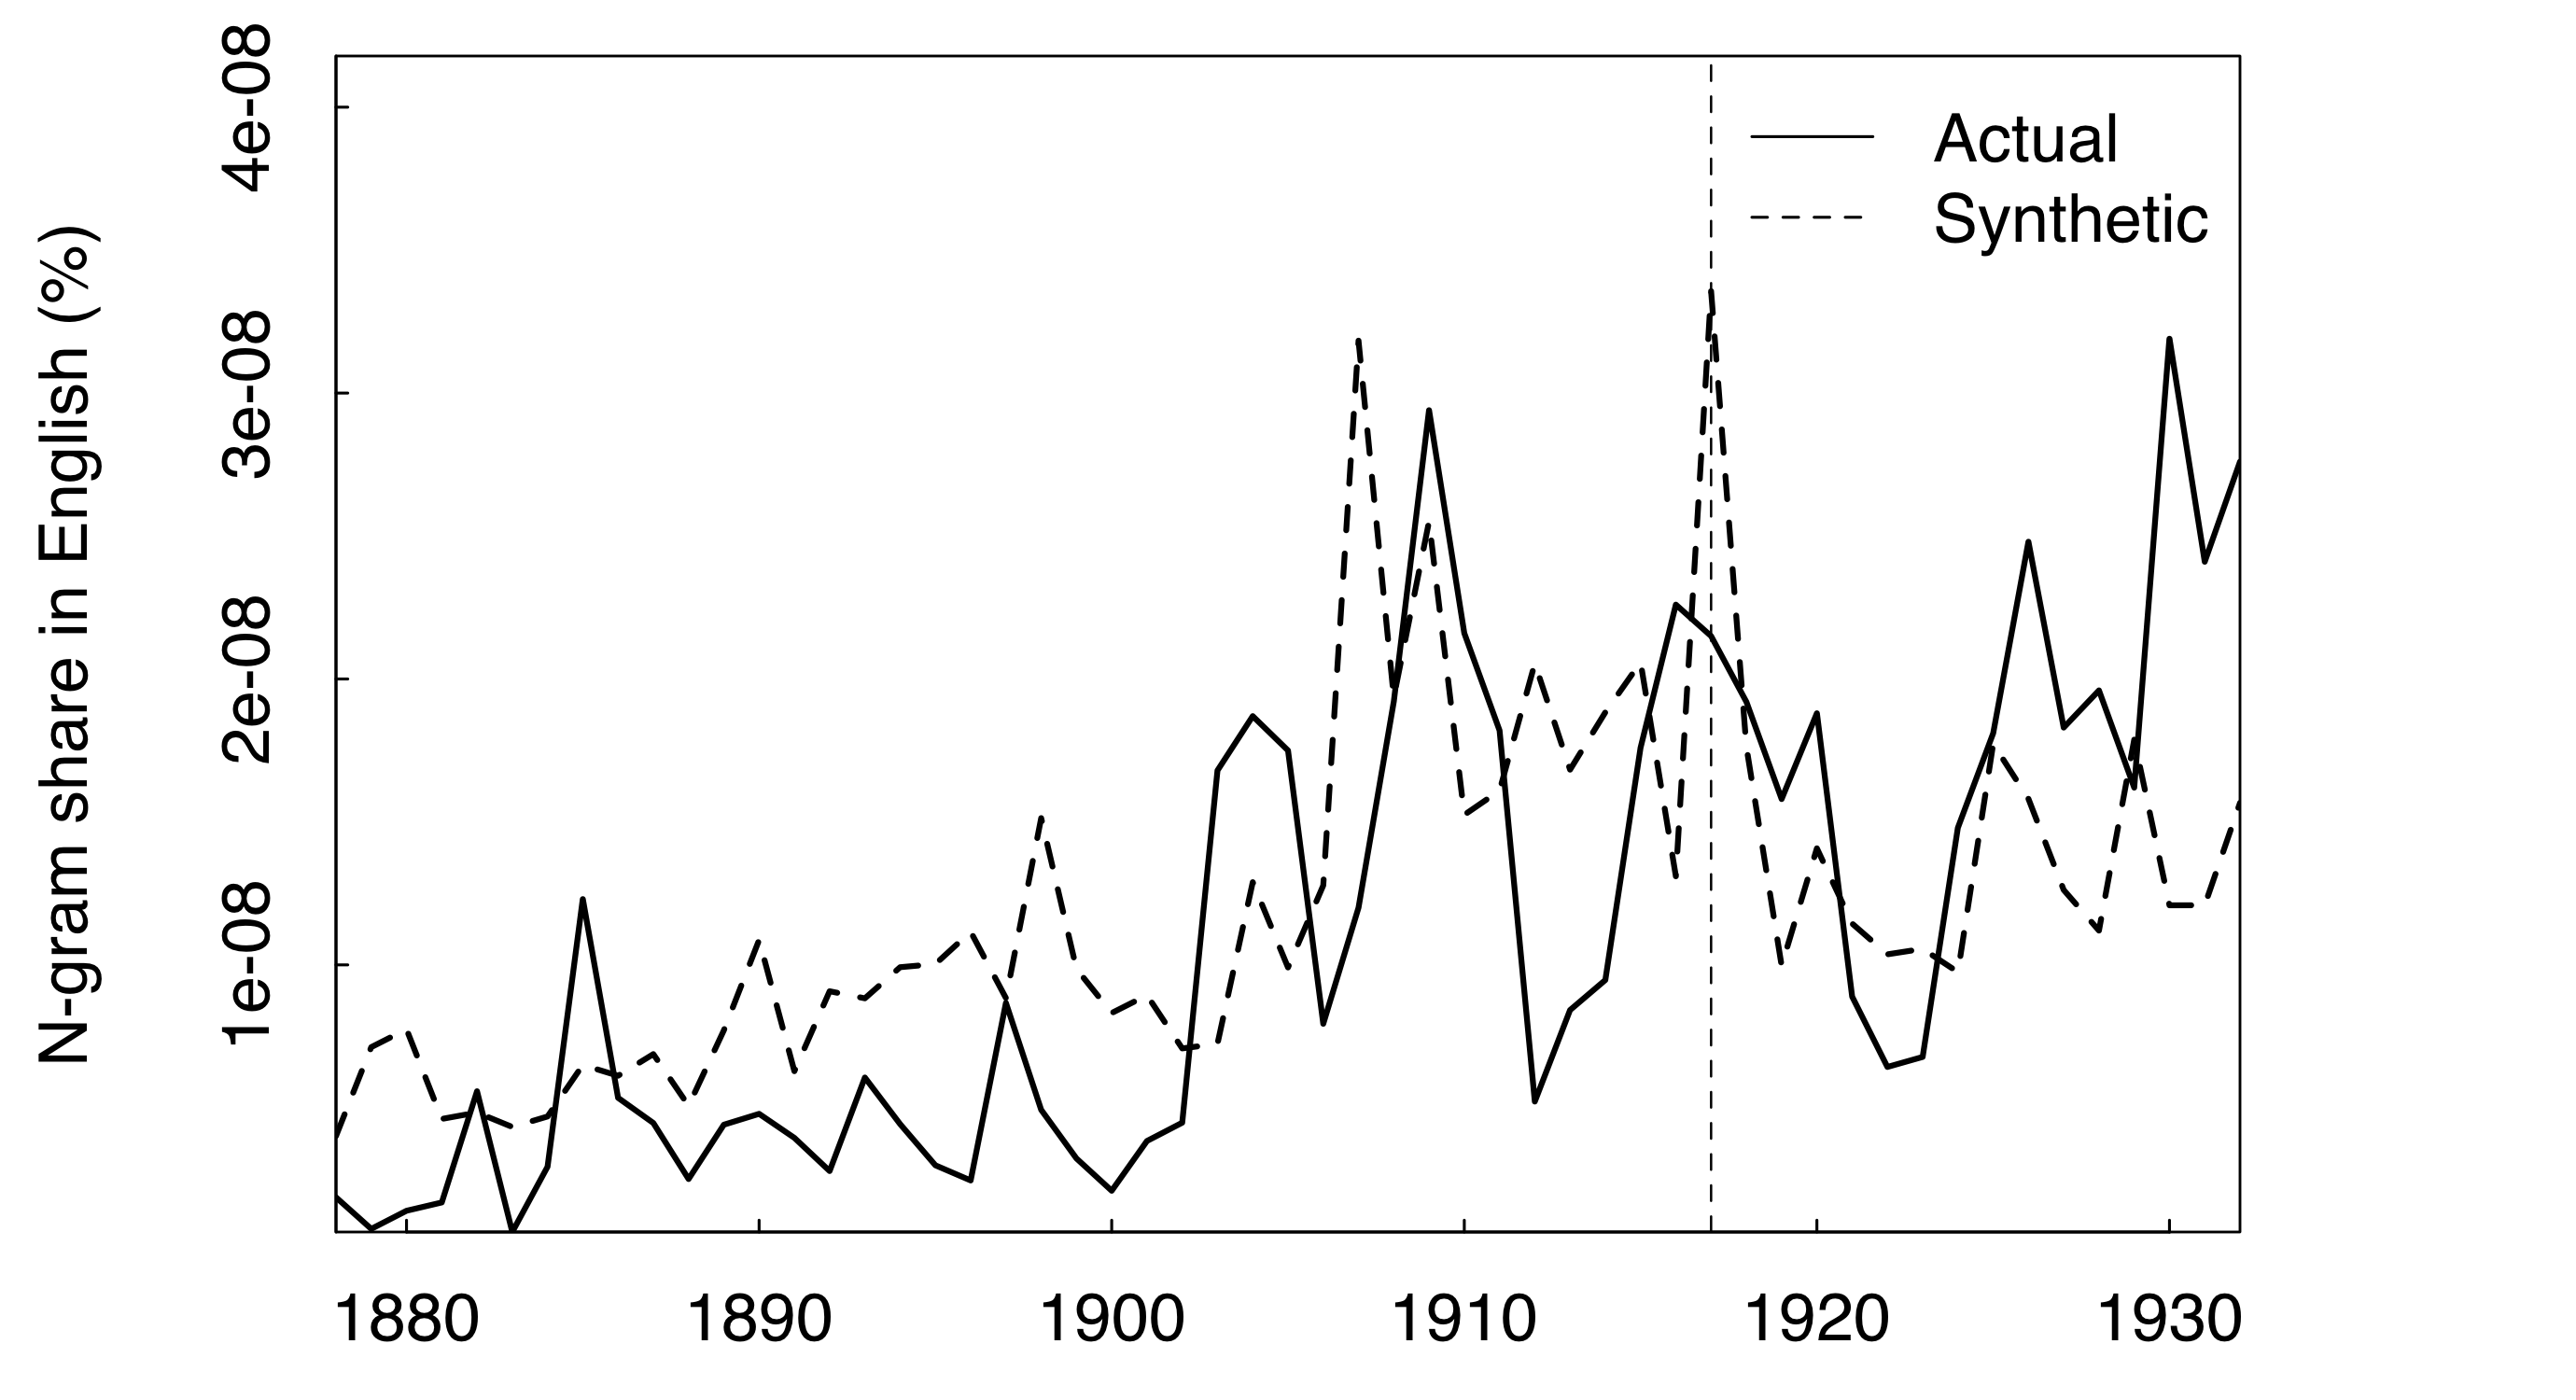 N-gram share in English (%)
4e-08
3e-08
2e-08
1e-08
Actual
Synthetic
1880 1890 1900 1910 1920 1930